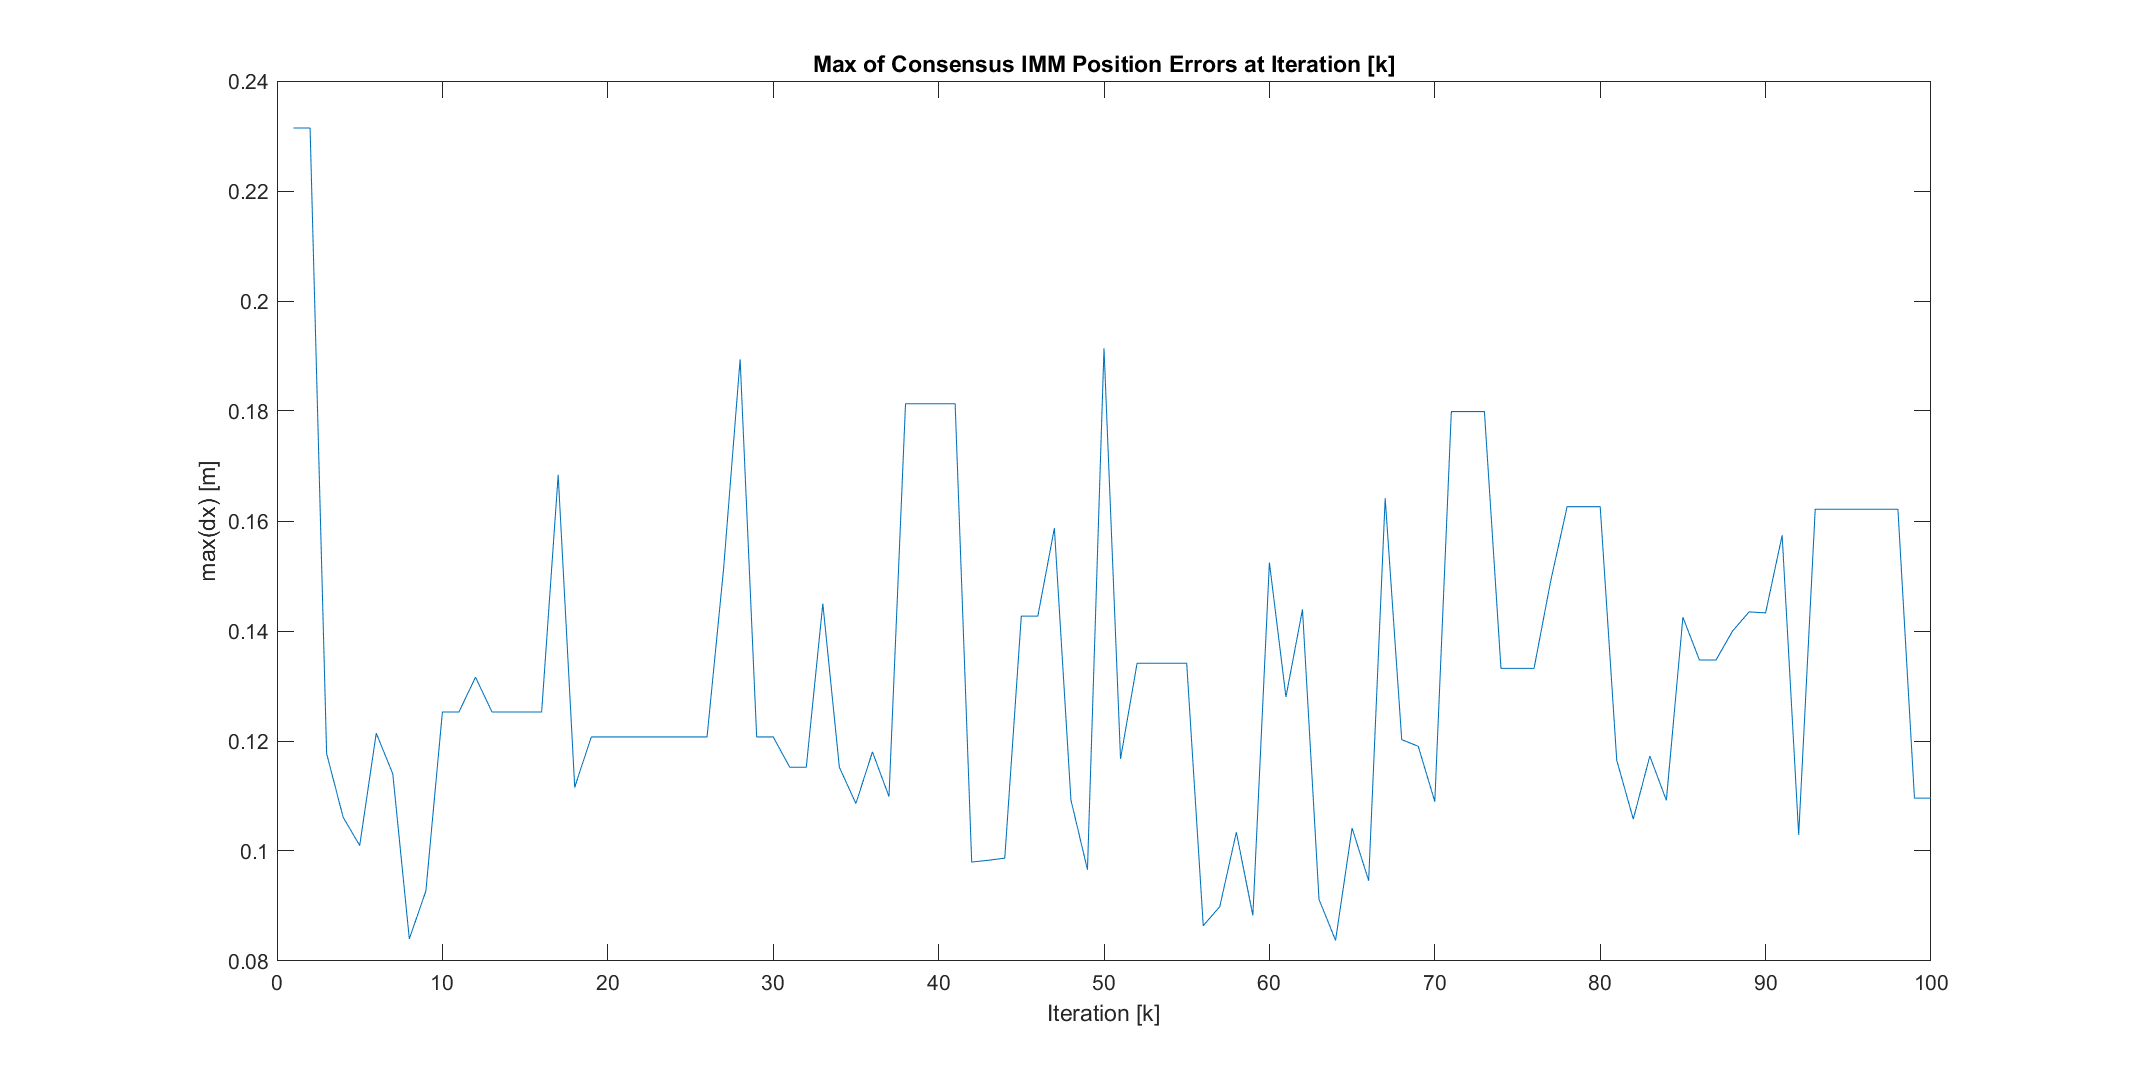 Max of Consensus IMM Position Errors at Iteration [k]
0.24
0.22
0.2
0.18
0.16
0.14
0.12
0.1
0.08
max(dx) [m]
0 10 20 30 40 50 60 70 80 90 100
Iteration [k]